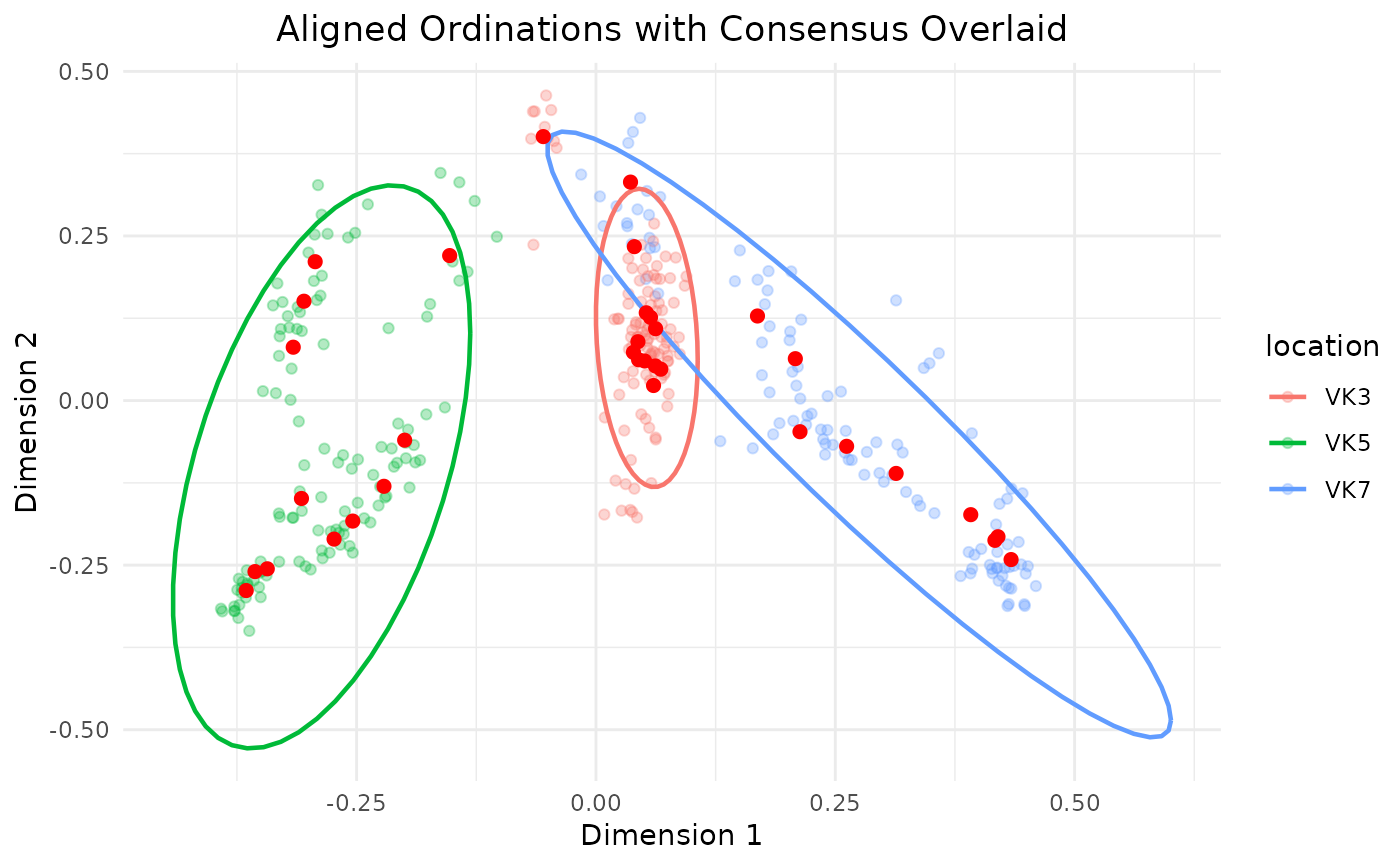 Aligned Ordinations with Consensus Overlaid
0.50
0.25
0.00
-0.25
-0.50
Dimension 2
-0.25
0.00
0.25
0.50
Dimension 1
location
VK3
VK5
VK7